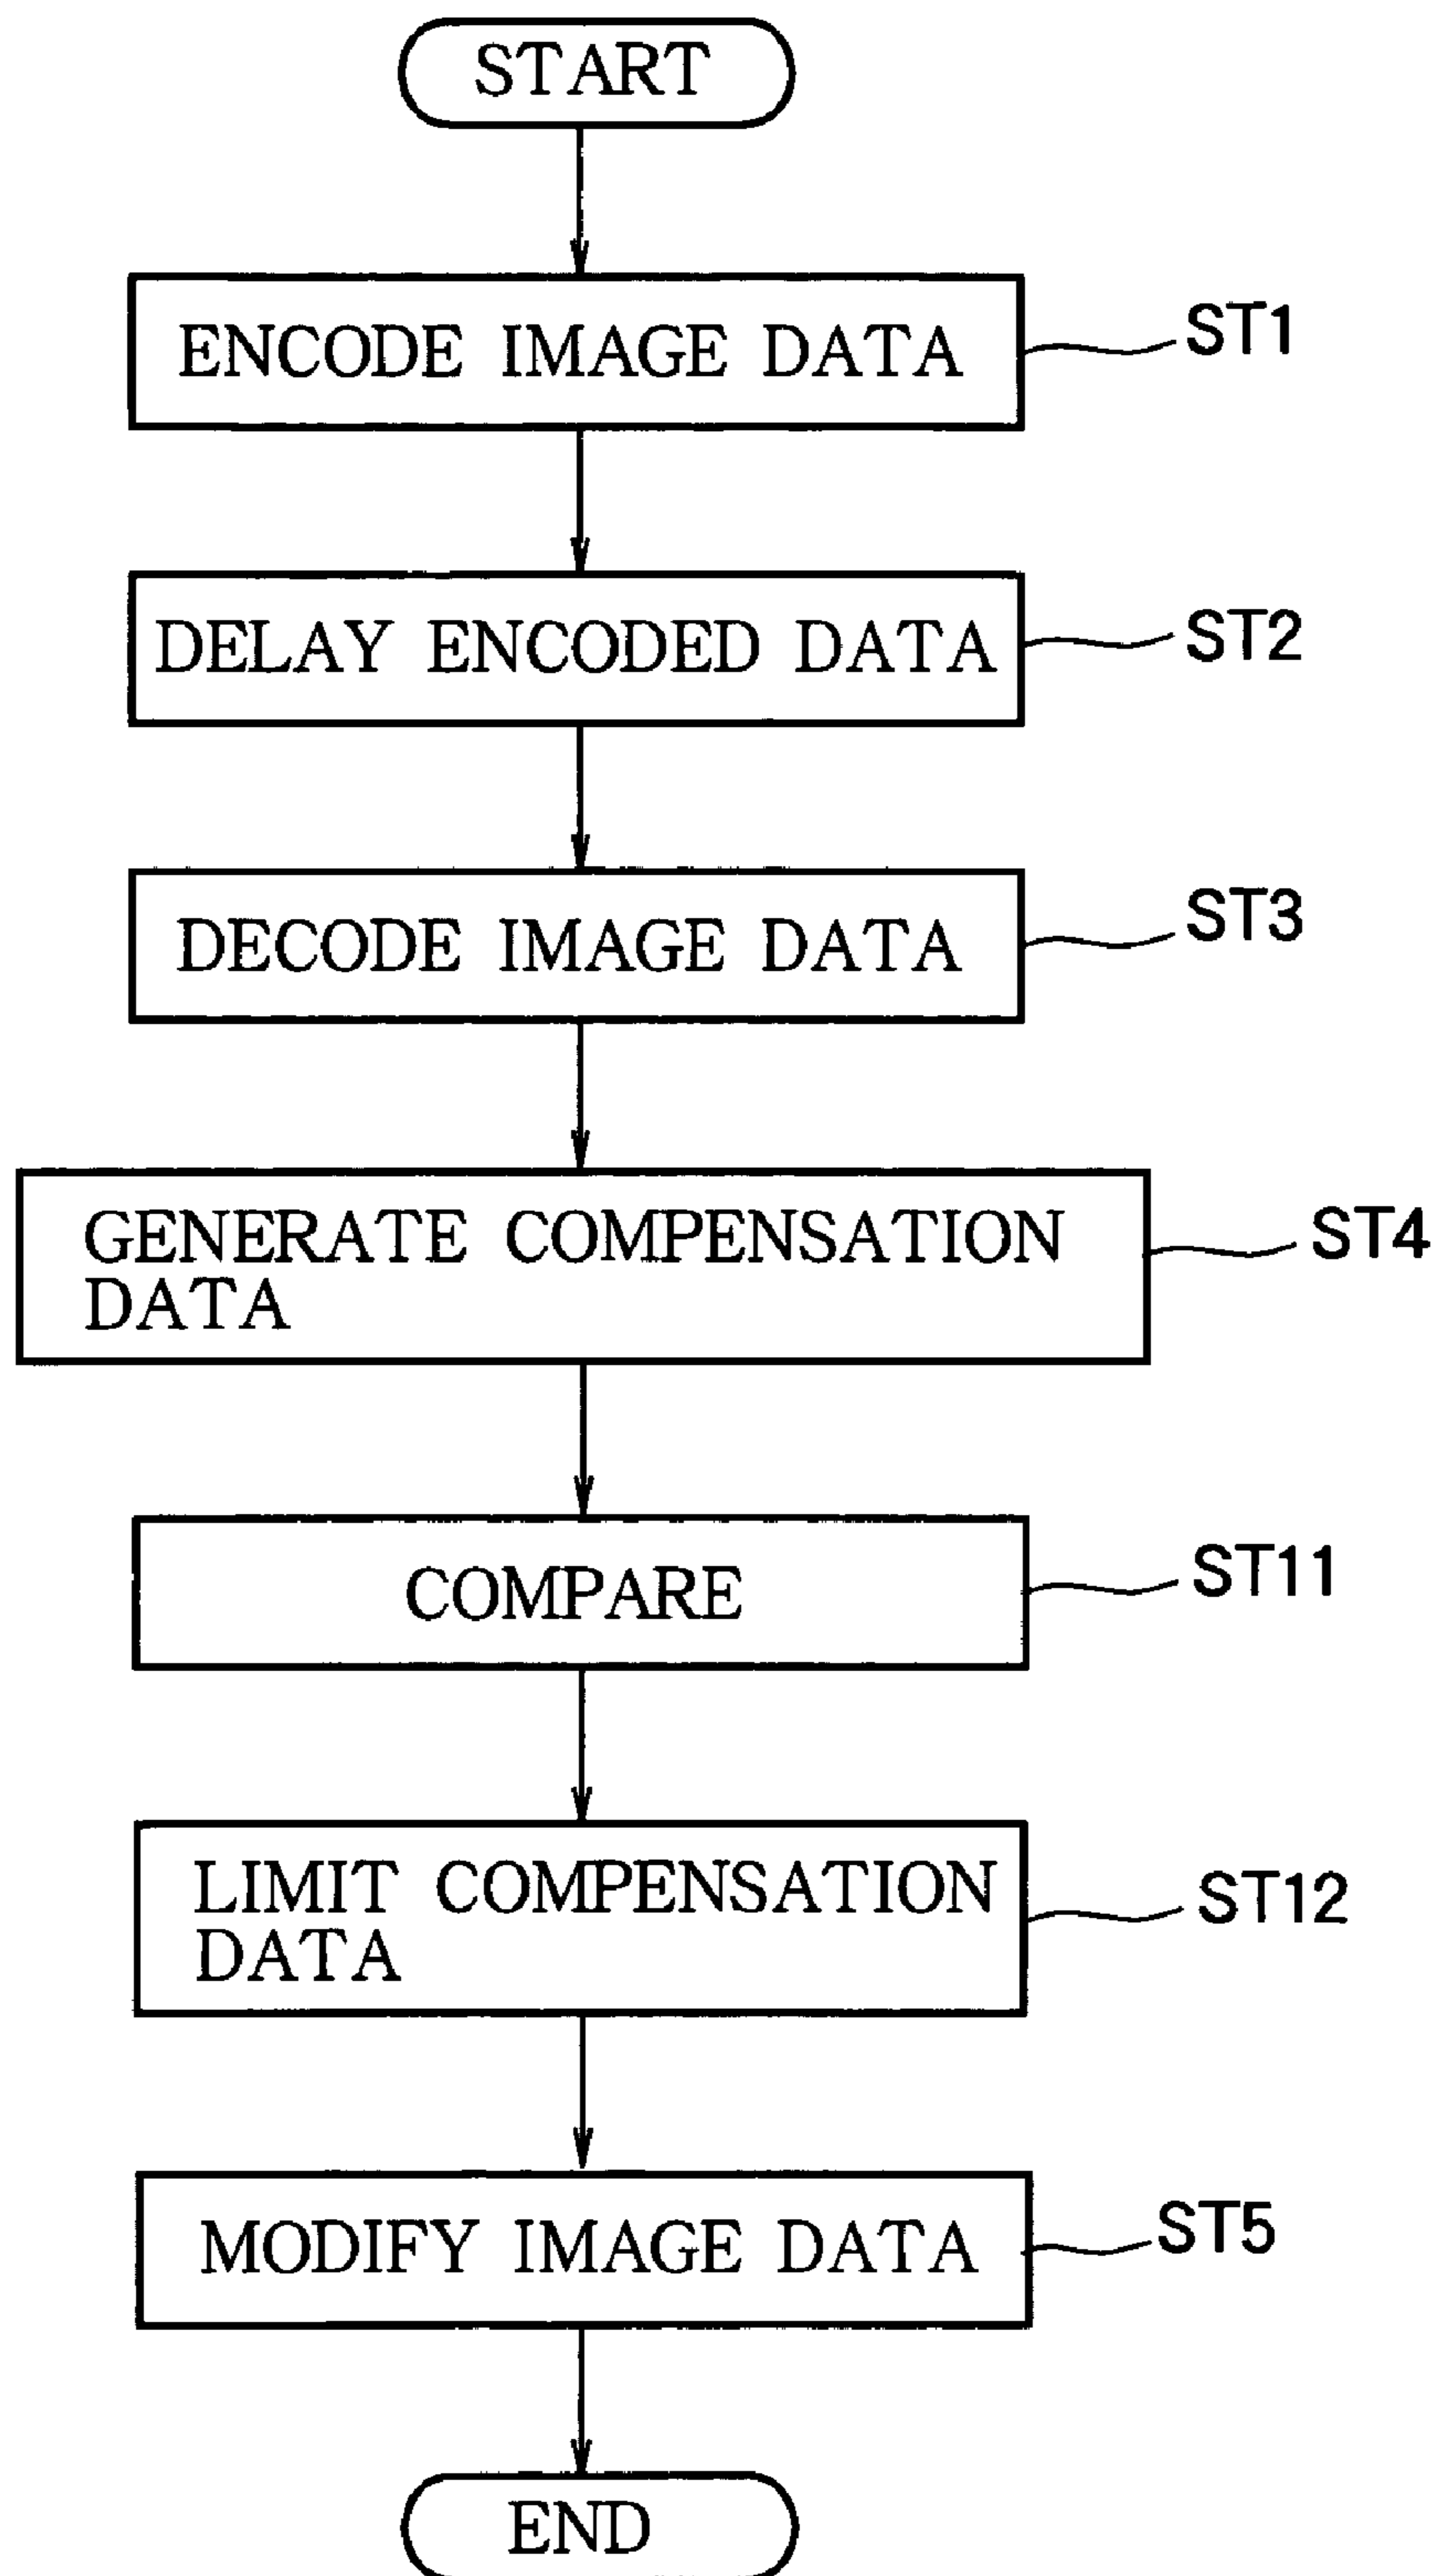 START
ENCODE IMAGE DATA
ST1
DELAY ENCODED DATA
ST2
DECODE IMAGE DATA
ST3
GENERATE COMPENSATION
DATA
ST4
COMPARE
ST11
LIMIT COMPENSATION
DATA
ST12
MODIFY IMAGE DATA
ST5
END